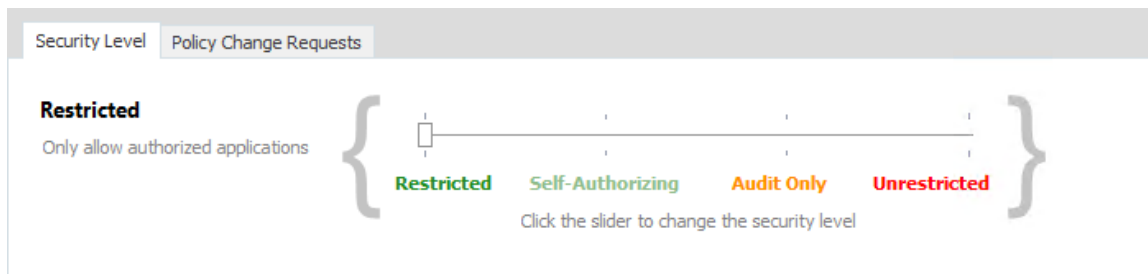 Security Level Policy Change Requests
Restricted
Only allow authorized applications
Restricted Self-Authorizing Audit Only Unrestricted
Click the slider to change the security level